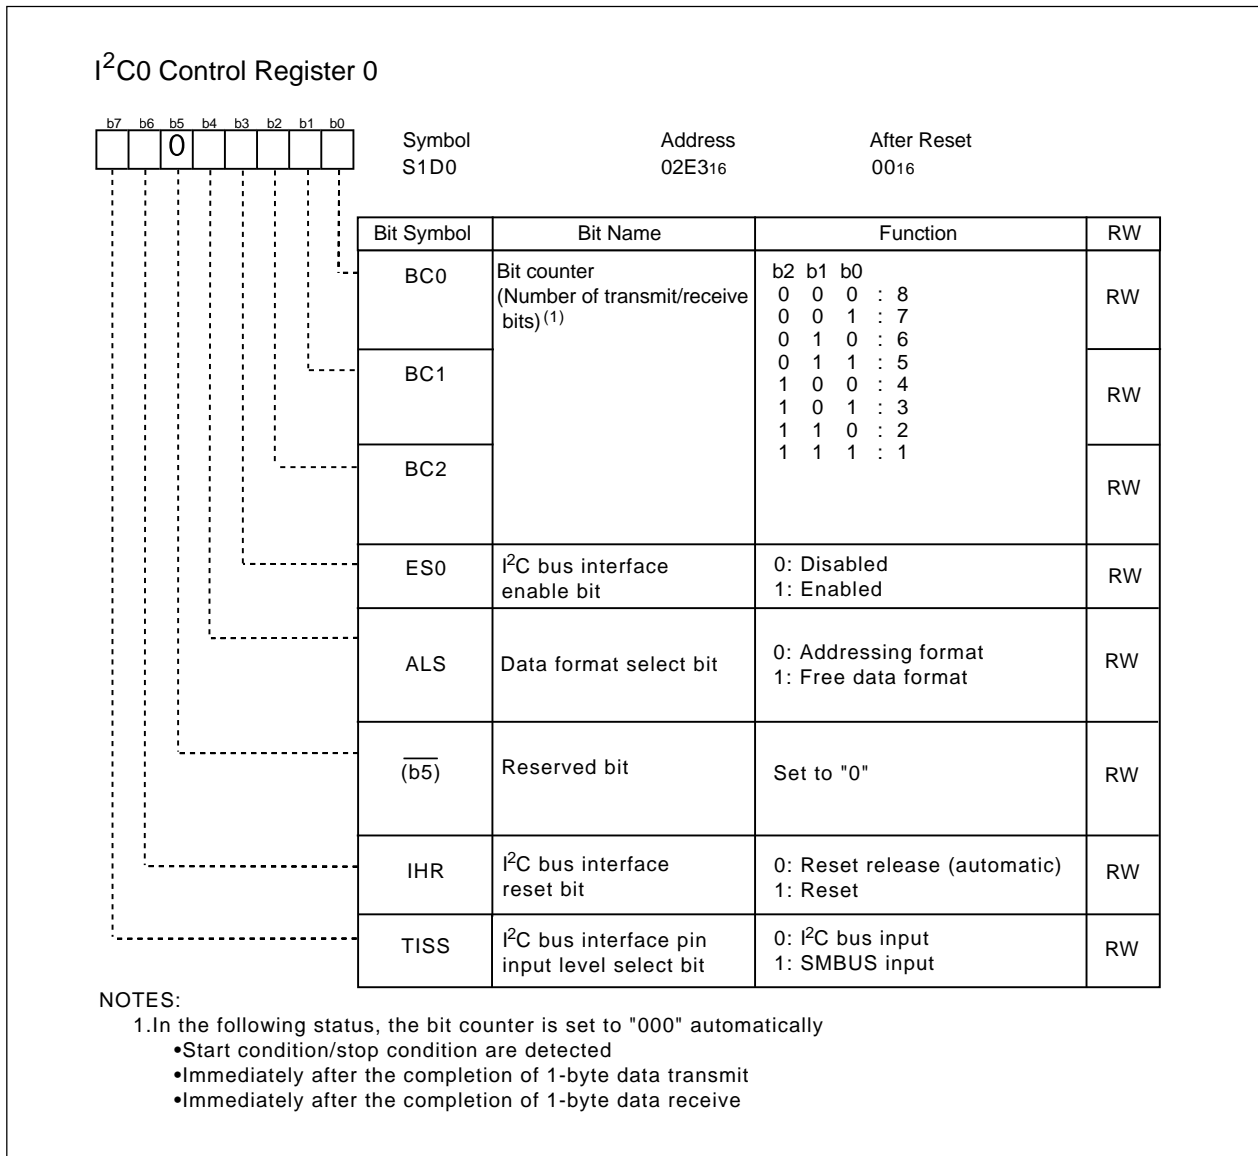 I2C0 Control Register 0
b7 b6 b5 b4 b3 b2 b1 b0
0
Symbol Address After Reset
S1D0 02E316 0016
Bit Symbol Bit Name Function RW
BC0 Bit counter
(Number of transmit/receive
bits)(1)
b2 b1 b0
0 0 0 : 8
0 0 1 : 7
0 1 0 : 6
0 1 1 : 5
1 0 0 : 4
1 0 1 : 3
1 1 0 : 2
1 1 1 : 1
RW
BC1 RW
BC2 RW
ES0 I2C bus interface
enable bit
0: Disabled
1: Enabled
RW
ALS Data format select bit
0: Addressing format
1: Free data format
RW
(b5) Reserved bit Set to "0" RW
IHR I2C bus interface
reset bit
0: Reset release (automatic)
1: Reset
RW
TISS I2C bus interface pin
input level select bit
0: I2C bus input
1: SMBUS input
RW
NOTES:
1.In the following status, the bit counter is set to "000" automatically
•Start condition/stop condition are detected
•Immediately after the completion of 1-byte data transmit
•Immediately after the completion of 1-byte data receive